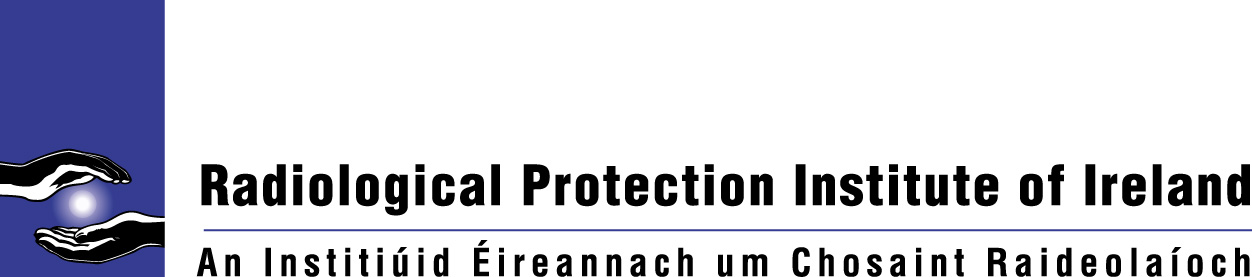 Radiological Protection Institute of Ireland
An Institiúid Éireannach um Chosaint Raideolaíoch